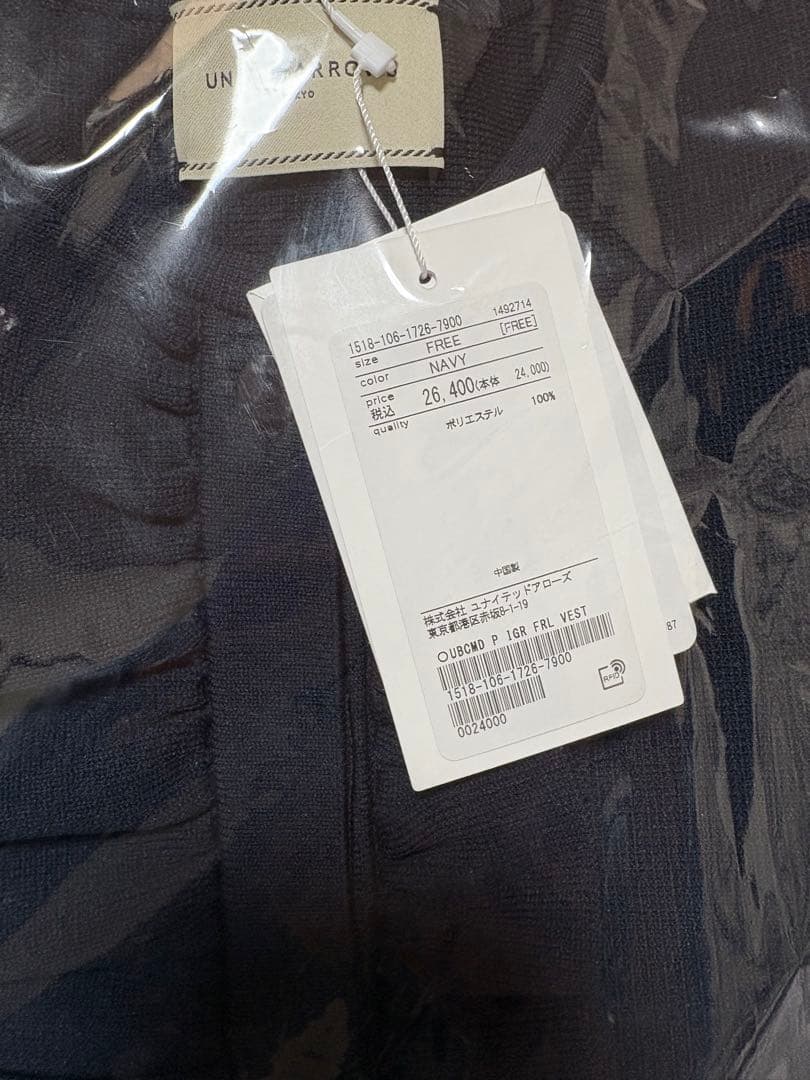 1518-106-1726-7900 1492714
size FREE [FREE]
color NAVY
price 税込 26,400(本体 24,000)
quality ポリエステル 100%
中国製
株式会社 ユナイテッドアローズ
東京都港区赤坂8-1-19
○UBCMD P IGR FRL VEST
1518-106-1726-7900
RFID
0024000
87